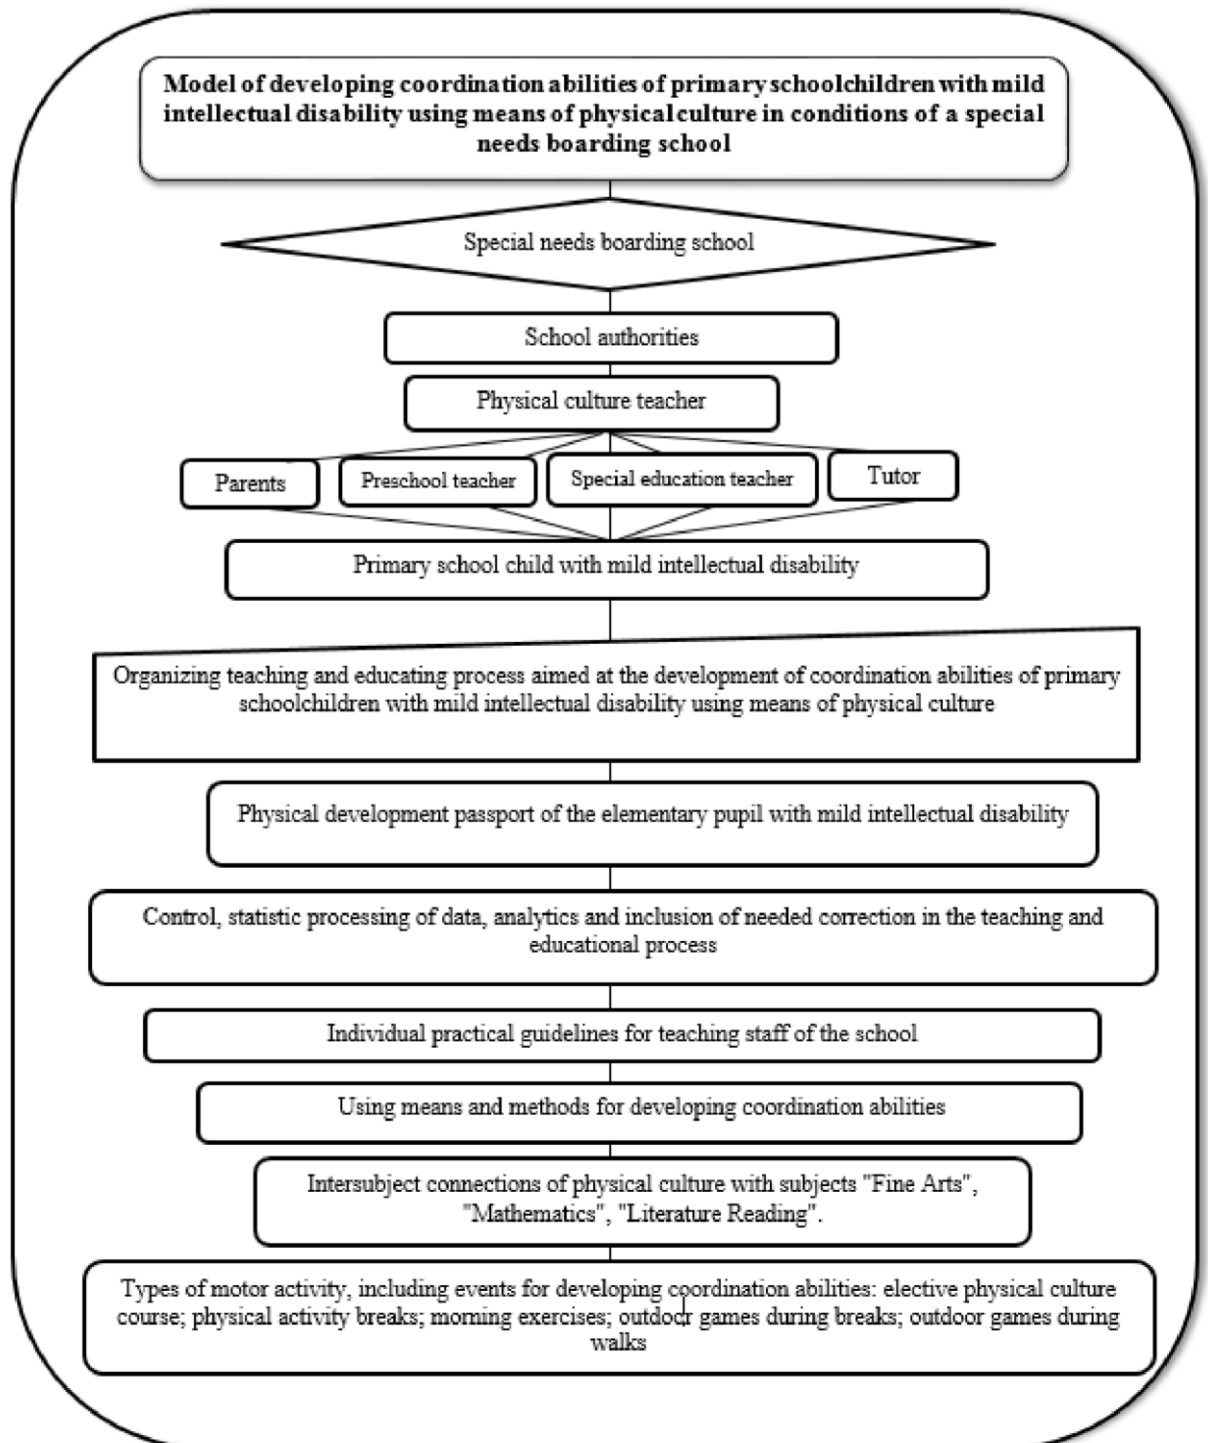 Model of developing coordination abilities of primary schoolchildren with mild
intellectual disability using means of physical culture in conditions of a special
needs boarding school
Special needs boarding school
School authorities
Physical culture teacher
Parents
Preschool teacher
Special education teacher
Tutor
Primary school child with mild intellectual disability
Organizing teaching and educating process aimed at the development of coordination abilities of primary
schoolchildren with mild intellectual disability using means of physical culture
Physical development passport of the elementary pupil with mild intellectual disability
Control, statistic processing of data, analytics and inclusion of needed correction in the teaching and
educational process
Individual practical guidelines for teaching staff of the school
Using means and methods for developing coordination abilities
Intersubject connections of physical culture with subjects "Fine Arts",
"Mathematics", "Literature Reading".
Types of motor activity, including events for developing coordination abilities: elective physical culture
course; physical activity breaks; morning exercises; outdoor games during breaks; outdoor games during
walks